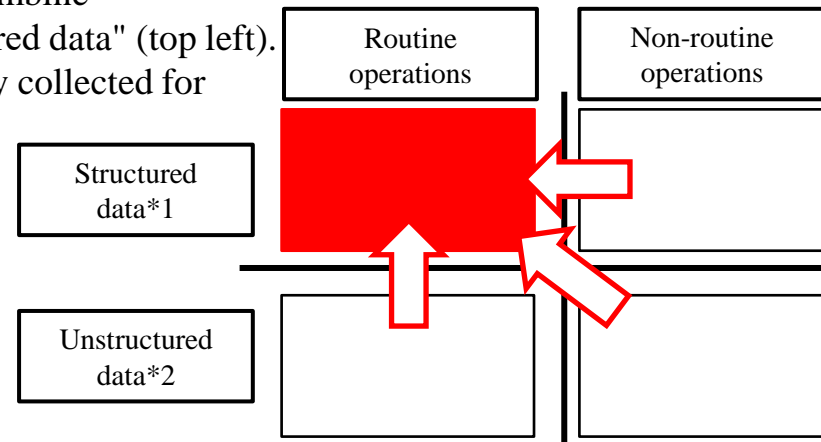 red data" (top left).
collected for
Routine
operations
Non-routine
operations
Structured
data*1
Unstructured
data*2